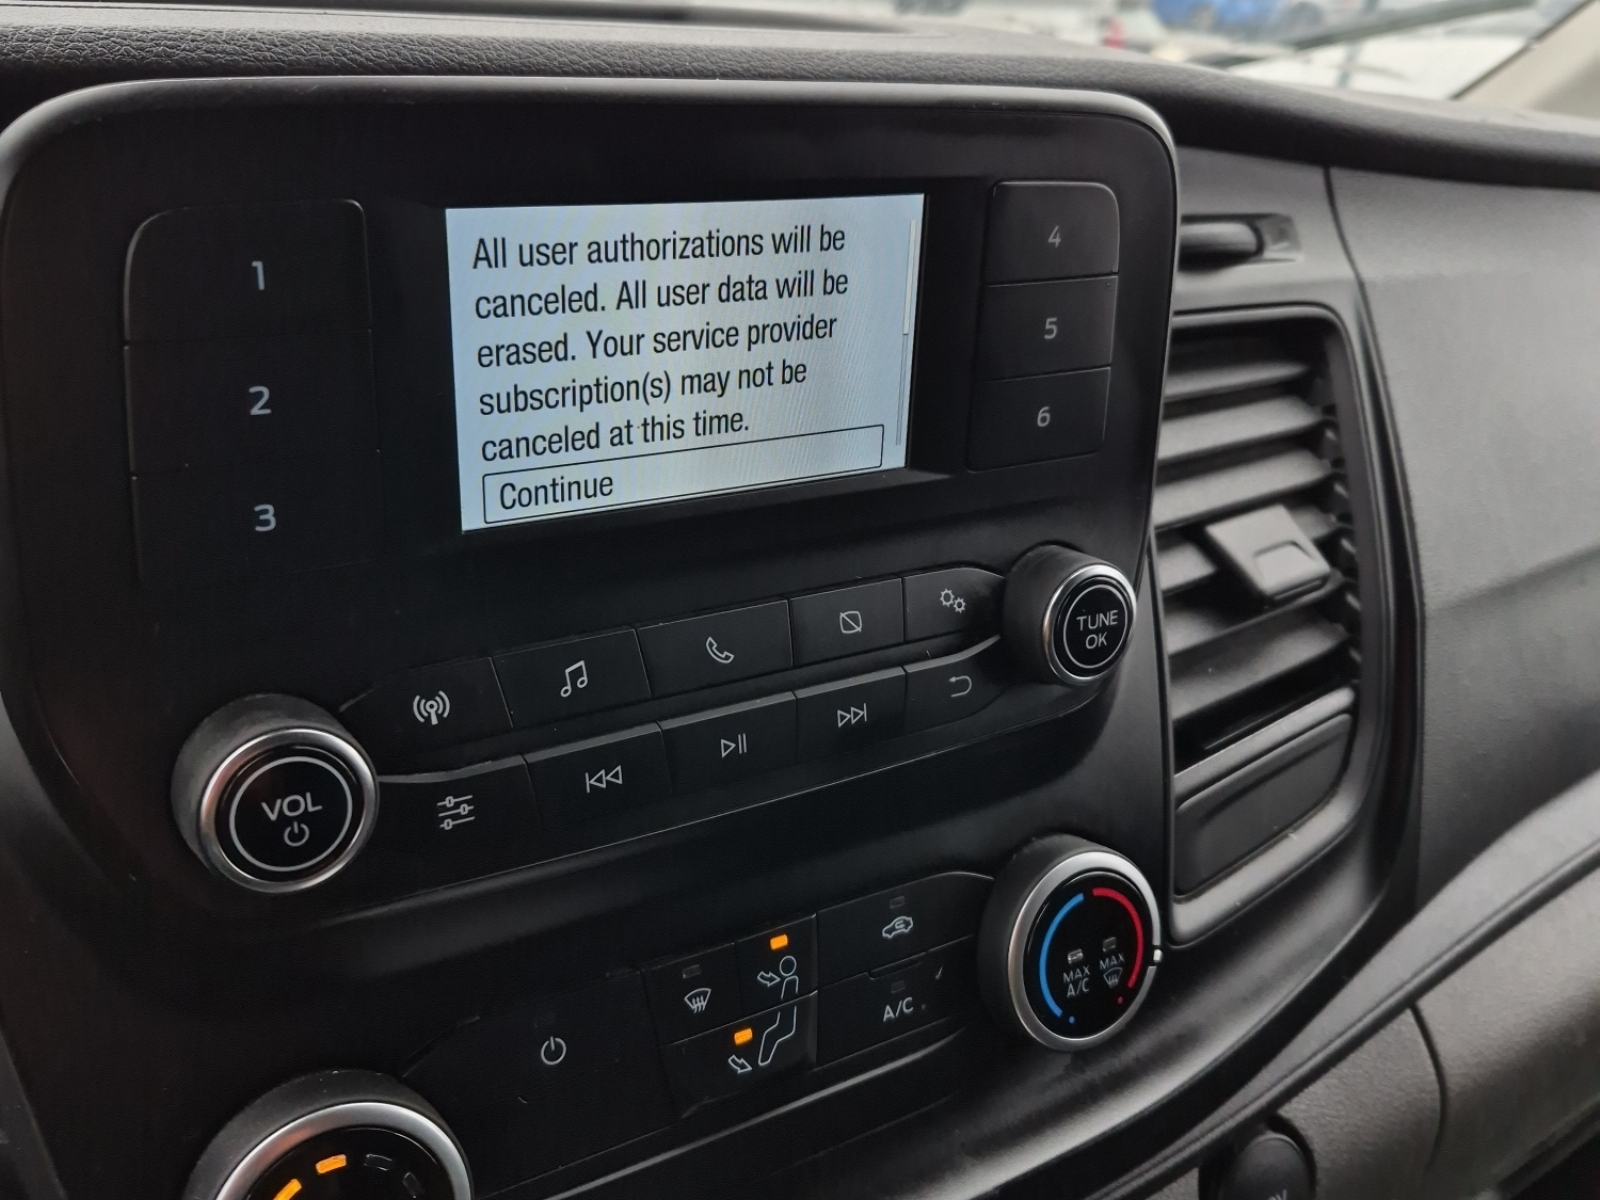 All user authorizations will be
canceled. All user data will be
erased. Your service provider
subscription(s) may not be
canceled at this time.
Continue
1
2
3
4
5
6
TUNE
OK
VOL
MAX
A/C
MAX
A/C